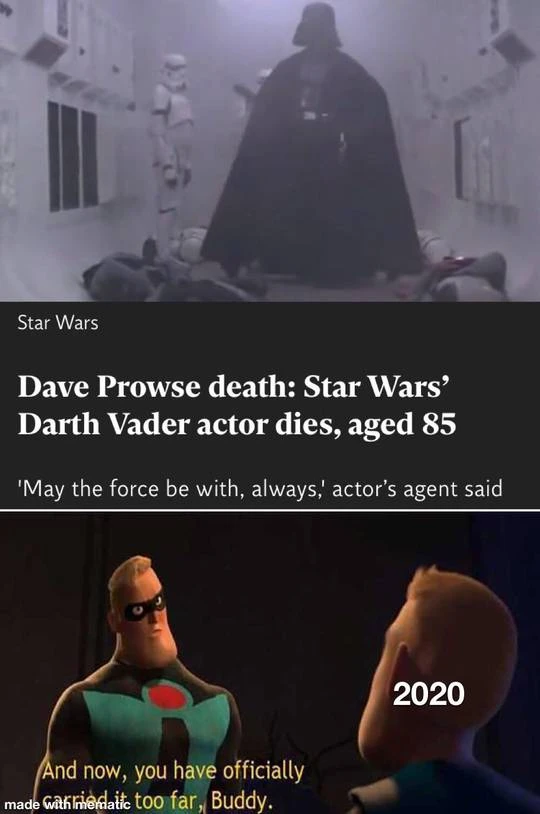 Star Wars
Dave Prowse death: Star Wars’
Darth Vader actor dies, aged 85
'May the force be with, always,' actor’s agent said
2020
And now, you have officially
carried it too far, Buddy.
made with mematic